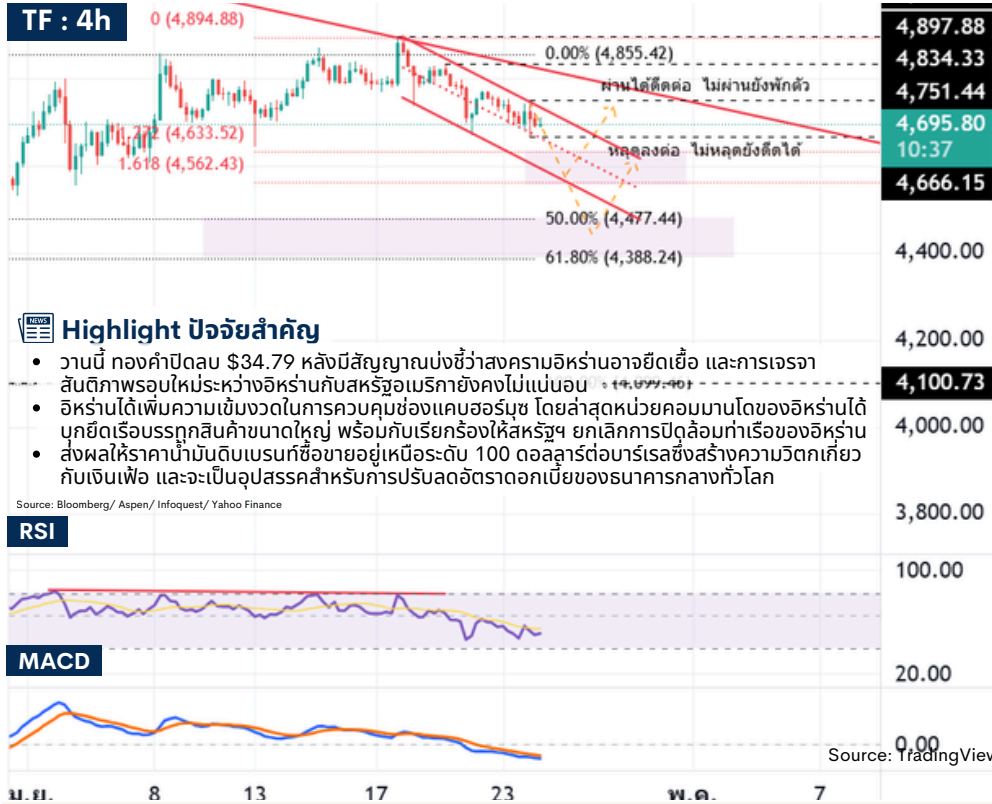 TF : 4h
0 (4,894.88)
4,897.88
0.00% (4,855.42)
4,834.33
ผ่านได้ดีดต่อ ไม่ผ่านยังพักตัว
4,751.44
4,695.80
10:37
(4,633.52)
หลุดลงต่อ ไม่หลุดยังดีดได้
1.618 (4,562.43)
4,666.15
50.00% (4,477.44)
61.80% (4,388.24)
4,400.00
NEWS
Highlight ปัจจัยสำคัญ
4,200.00
• วานนี้ ทองคำปิดลบ $34.79 หลังมีสัญญาณบ่งชี้ว่าสงครามอิหร่านอาจยืดเยื้อ และการเจรจา
สันติภาพรอบใหม่ระหว่างอิหร่านกับสหรัฐอเมริกายังคงไม่แน่นอน
4,100.73
• อิหร่านได้เพิ่มความเข้มงวดในการควบคุมช่องแคบฮอร์มุซ โดยล่าสุดหน่วยคอมมานโดของอิหร่านได้
บุกยึดเรือบรรทุกสินค้าขนาดใหญ่ พร้อมกับเรียกร้องให้สหรัฐฯ ยกเลิกการปิดล้อมท่าเรือของอิหร่าน
4,000.00
• ส่งผลให้ราคาน้ำมันดิบเบรนท์ซื้อขายอยู่เหนือระดับ 100 ดอลลาร์ต่อบาร์เรลซึ่งสร้างความวิตกเกี่ยว
กับเงินเฟ้อ และจะเป็นอุปสรรคสำหรับการปรับลดอัตราดอกเบี้ยของธนาคารกลางทั่วโลก
Source: Bloomberg/ Aspen/ Infoquest/ Yahoo Finance
3,800.00
RSI
100.00
MACD
20.00
0.00
Source: TradingView
ม.ย.
8
13
17
23
พ.ค.
7